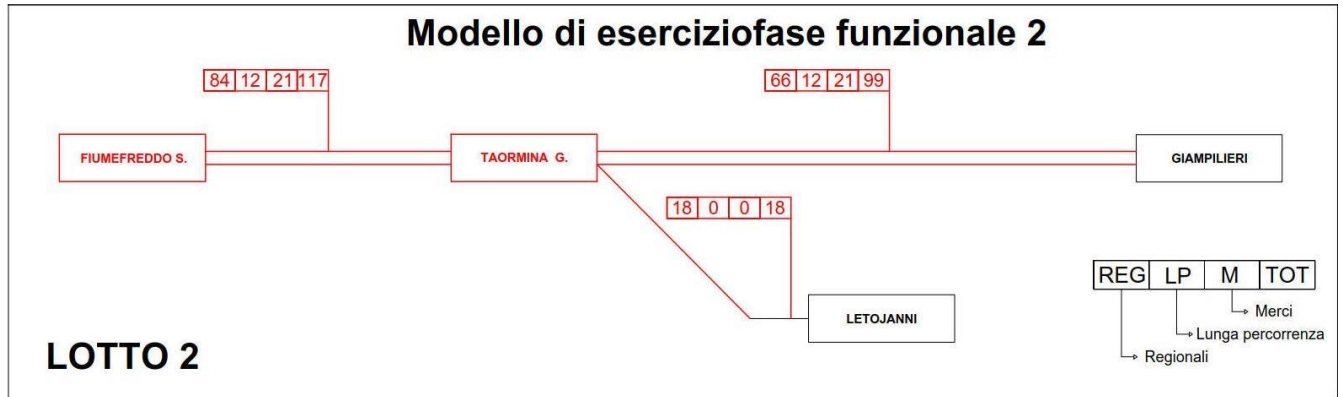 Modello di eserciziofase funzionale 2
84 12 21 117
66 12 21 99
FIUMEFREDDO S.
TAORMINA G.
GIAMPILIERI
18 0 0 18
REG LP M TOT
Merci
LETOJANNI
Lunga percorrenza
Regionali
LOTTO 2